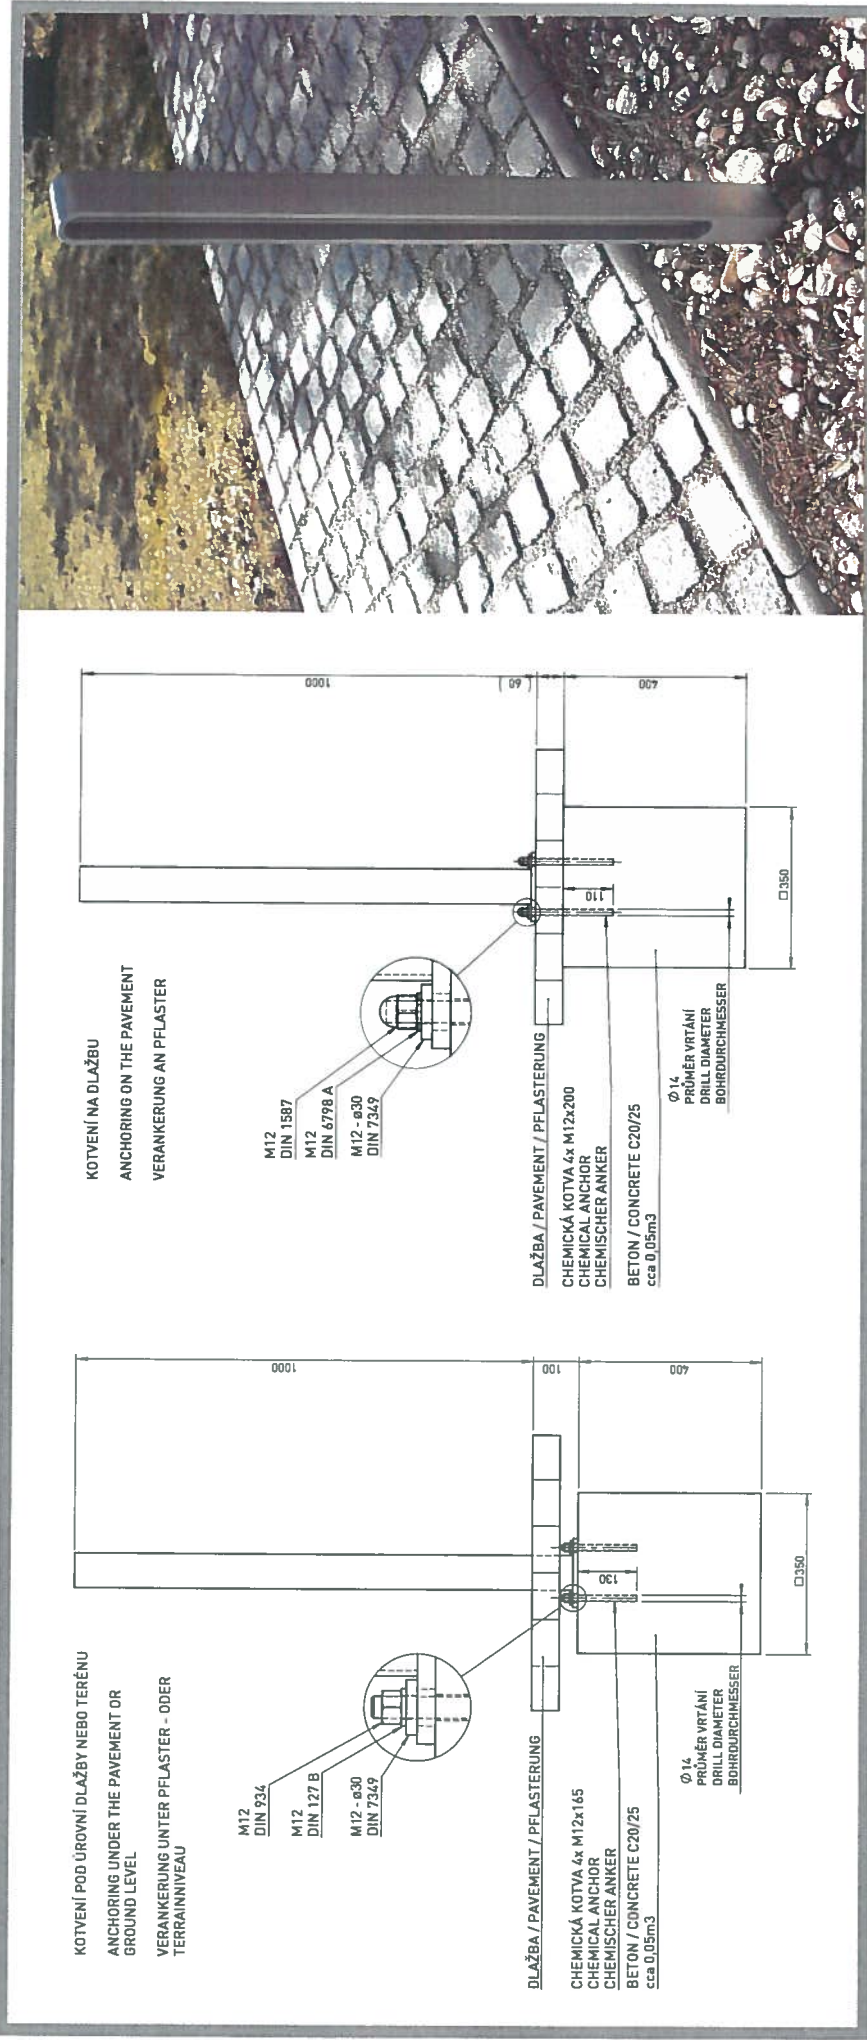 KOTVENÍ POD ÚROVNÍ DLAŽBY NEBO TERÉNU
ANCHORING UNDER THE PAVEMENT OR
GROUND LEVEL
VERANKERUNG UNTER PFLASTER - ODER
TERRAINNIVEAU
M12
DIN 934
M12
DIN 127 B
M12 - ø30
DIN 7349
DLAŽBA / PAVEMENT / PFLASTERUNG
CHEMICKÁ KOTVA 4x M12x165
CHEMICAL ANCHOR
CHEMISCHER ANKER
BETON / CONCRETE C20/25
cca 0,05m3
Ø14
PRŮMĚR VRTÁNÍ
DRILL DIAMETER
BOHRDURCHMESSER
130
□350
1000
100
400
KOTVENÍ NA DLAŽBU
ANCHORING ON THE PAVEMENT
VERANKERUNG AN PFLASTER
M12
DIN 1587
M12
DIN 6798 A
M12 - ø30
DIN 7349
DLAŽBA / PAVEMENT / PFLASTERUNG
CHEMICKÁ KOTVA 4x M12x200
CHEMICAL ANCHOR
CHEMISCHER ANKER
BETON / CONCRETE C20/25
cca 0,05m3
Ø14
PRŮMĚR VRTÁNÍ
DRILL DIAMETER
BOHRDURCHMESSER
110
□350
1000
( 60 )
400